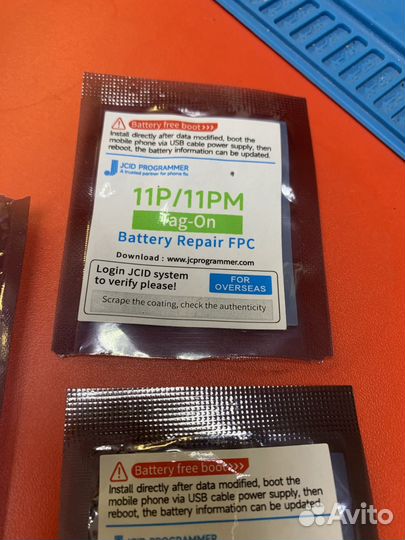 Battery free boot >>>
Install directly after data modified, boot the
mobile phone via USB cable power supply, then
reboot, the battery information can be updated.
JCID PROGRAMMER
A trusted partner for phone fix
11P/11PM
Tag-On
Battery Repair FPC
Download : www.jcprogrammer.com
Login JCID system
to verify please!
FOR
OVERSEAS
Scrape the coating, check the authenticity
Battery free boot >>>
Install directly after data modified, boot the
mobile phone via USB cable power supply, then
reboot, the battery information can be updated.
JCID PROGRAMMER
Avito